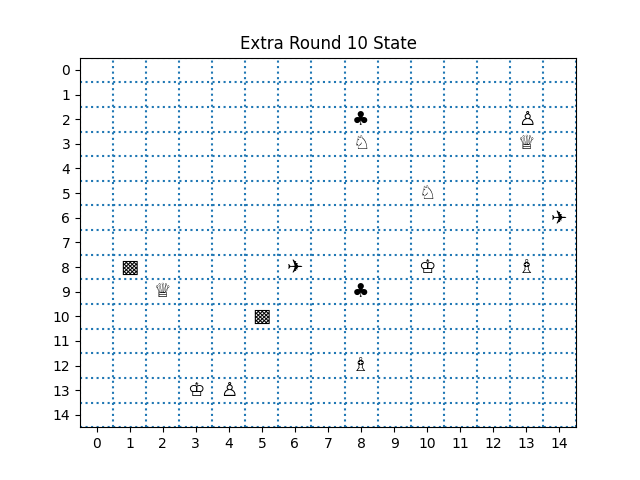 Extra Round 10 State
0
1
2 ♣ ♙
3 ♘ ♕
4
5 ♘
6 ✈
7
8 ▩ ✈ ♔ ♗
9 ♕ ♣
10 ▩
11
12 ♗
13 ♔ ♙
14
0 1 2 3 4 5 6 7 8 9 10 11 12 13 14